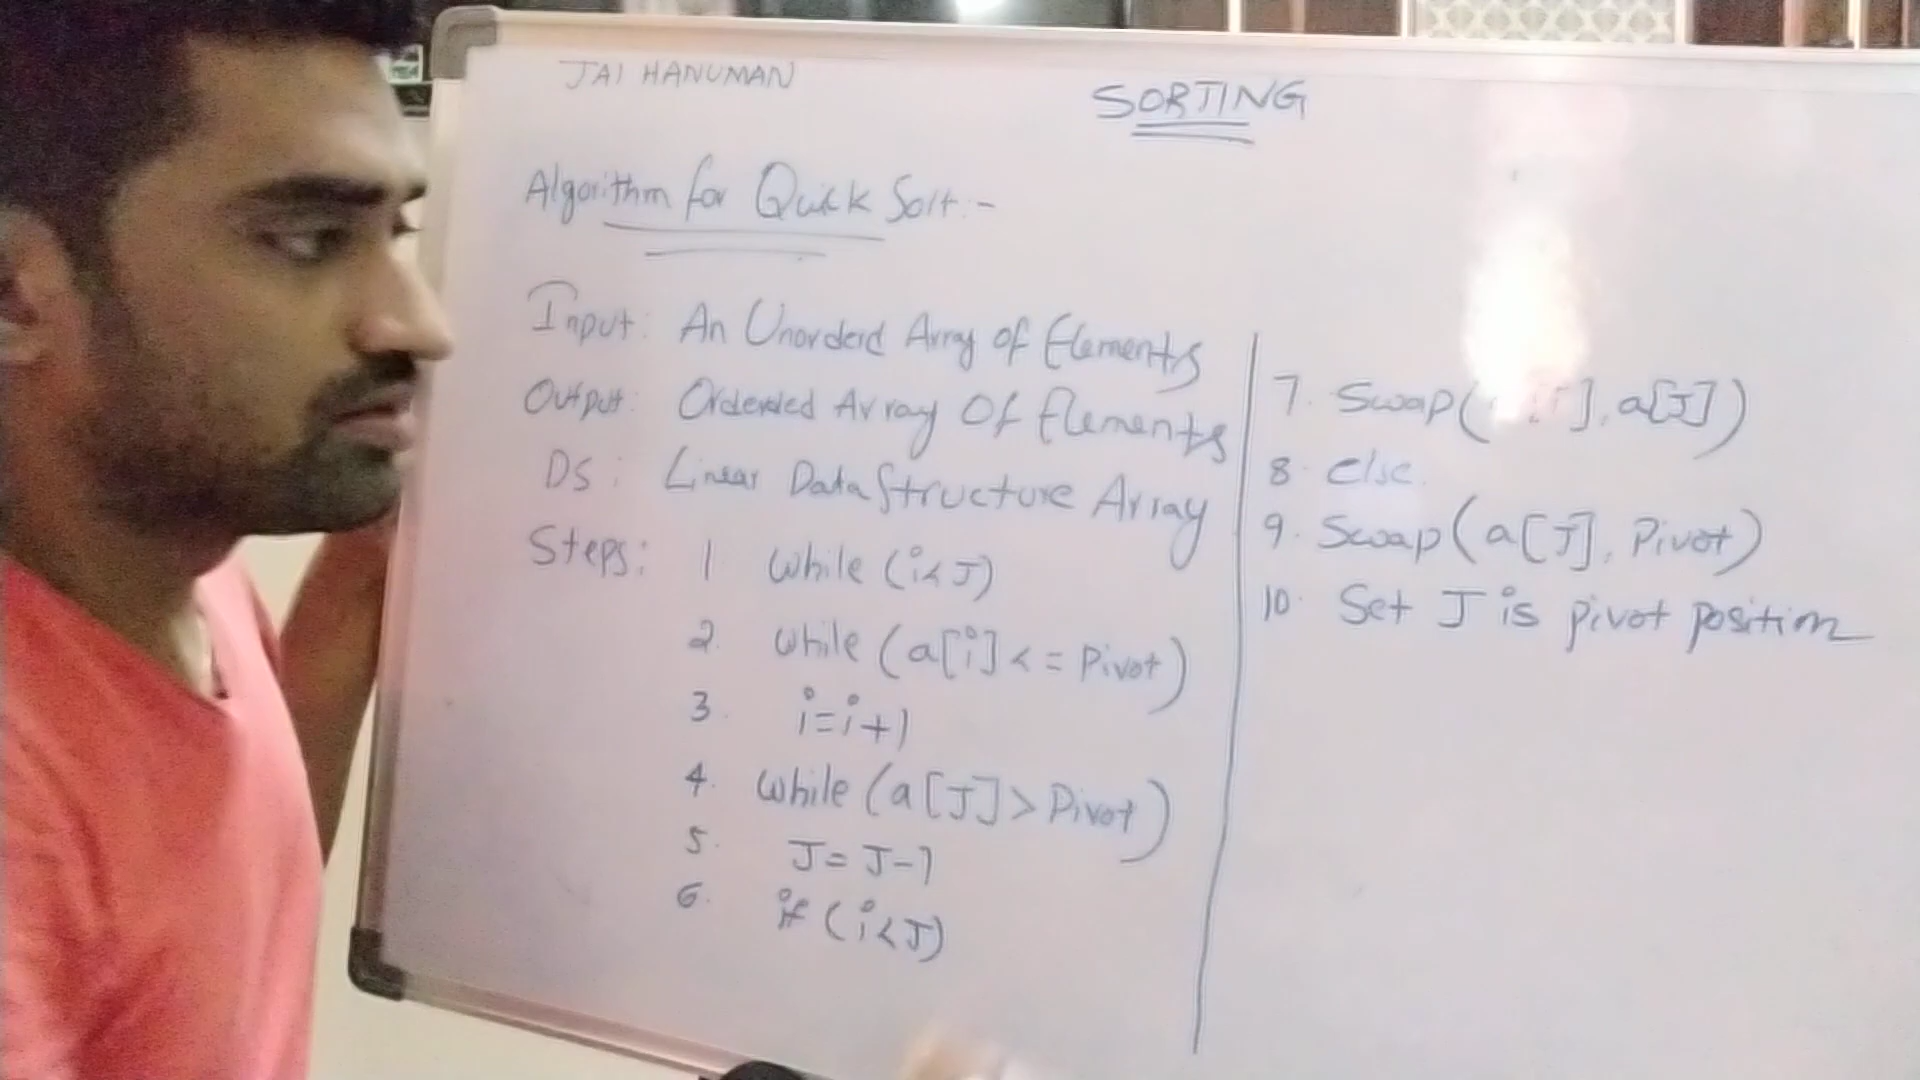 JAI HANUMAN
SORTING
Algorithm for Quick Sort:-
Input: An Unorderd Array of Elements
Output: Orderded Array Of Elements
DS: Linear Data Structure Array
Steps: 1 while (i<J)
2. while (a[i] <= Pivot)
3. i=i+1
4. while (a[J] > Pivot)
5. J=J-1
6. if (i<J)
7. Swap( ], a[J])
8. else
9. Swap(a[J], Pivot)
10. Set J is pivot position